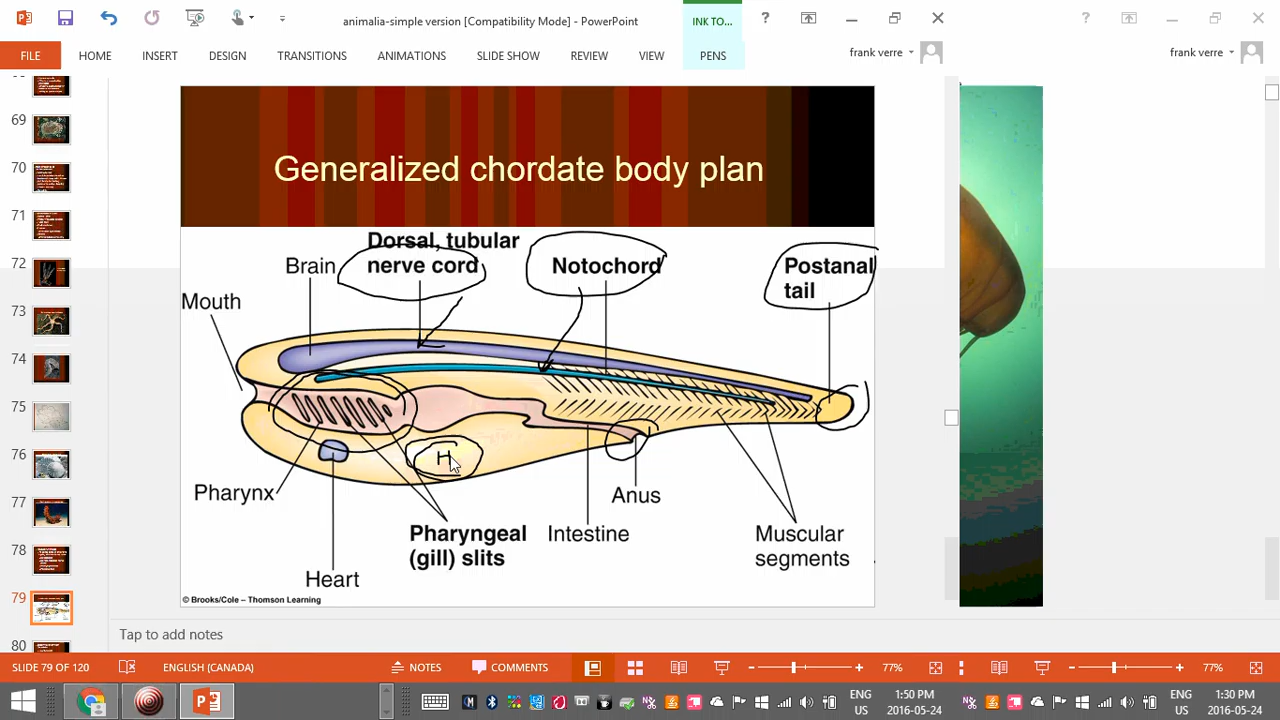 animalia-simple version [Compatibility Mode] - PowerPoint
INK TO...
FILE
HOME
INSERT
DESIGN
TRANSITIONS
ANIMATIONS
SLIDE SHOW
REVIEW
VIEW
PENS
frank verre
frank verre
69
70
71
72
73
74
75
76
77
78
79
80
Generalized chordate body plan
Dorsal, tubular
nerve cord
Brain
Notochord
Postanal
tail
Mouth
H
Pharynx
Anus
Pharyngeal
(gill) slits
Intestine
Muscular
segments
Heart
© Brooks/Cole – Thomson Learning
Tap to add notes
SLIDE 79 OF 120
ENGLISH (CANADA)
NOTES
COMMENTS
77%
77%
ENG
US
1:50 PM
2016-05-24
ENG
US
1:30 PM
2016-05-24